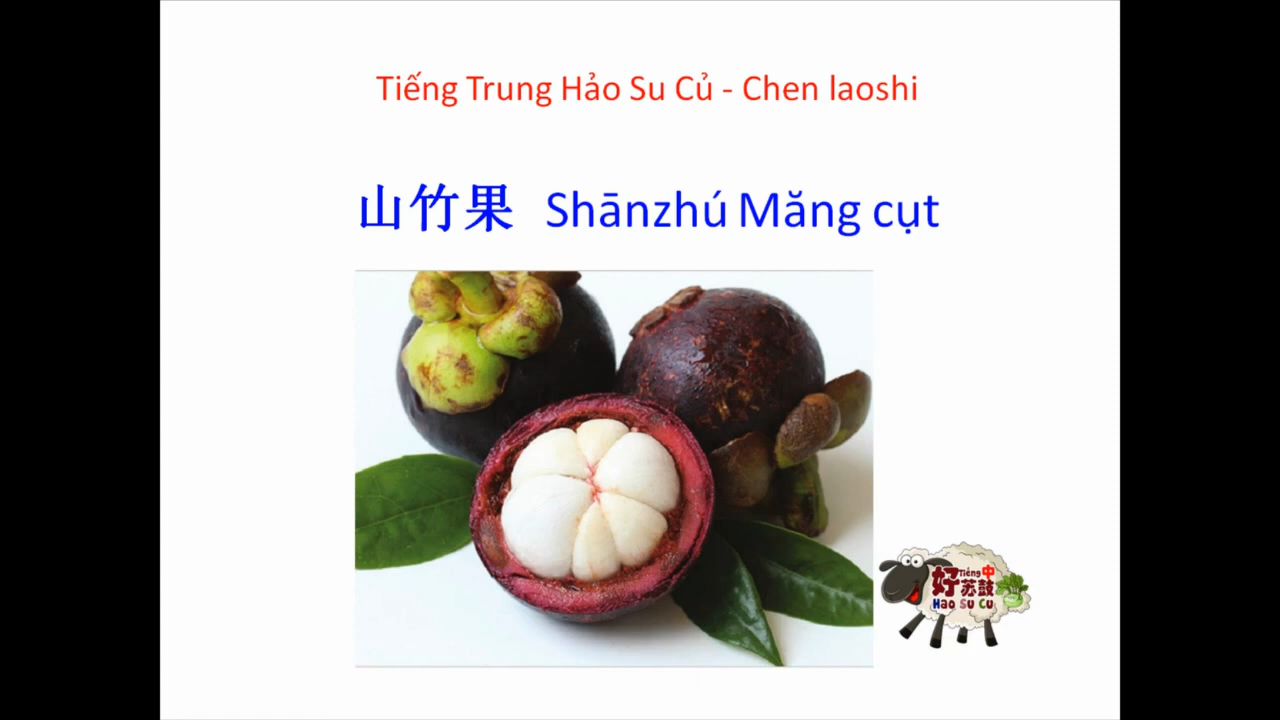 Tiếng Trung Hảo Su Củ - Chen laoshi
山竹果 Shānzhú Măng cụt
Tiếng 中
好 苏鼓
Hao Su Cu